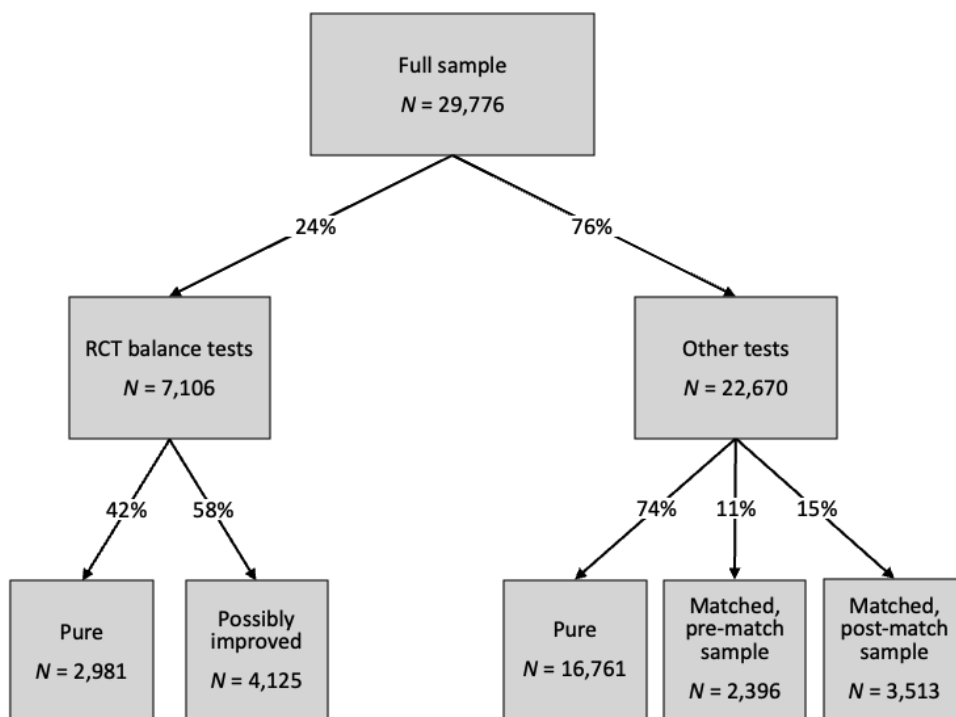 Full sample
N = 29,776
24%
76%
RCT balance tests
N = 7,106
Other tests
N = 22,670
42%
58%
74%
11%
15%
Pure
N = 2,981
Possibly
improved
N = 4,125
Pure
N = 16,761
Matched,
pre-match
sample
N = 2,396
Matched,
post-match
sample
N = 3,513